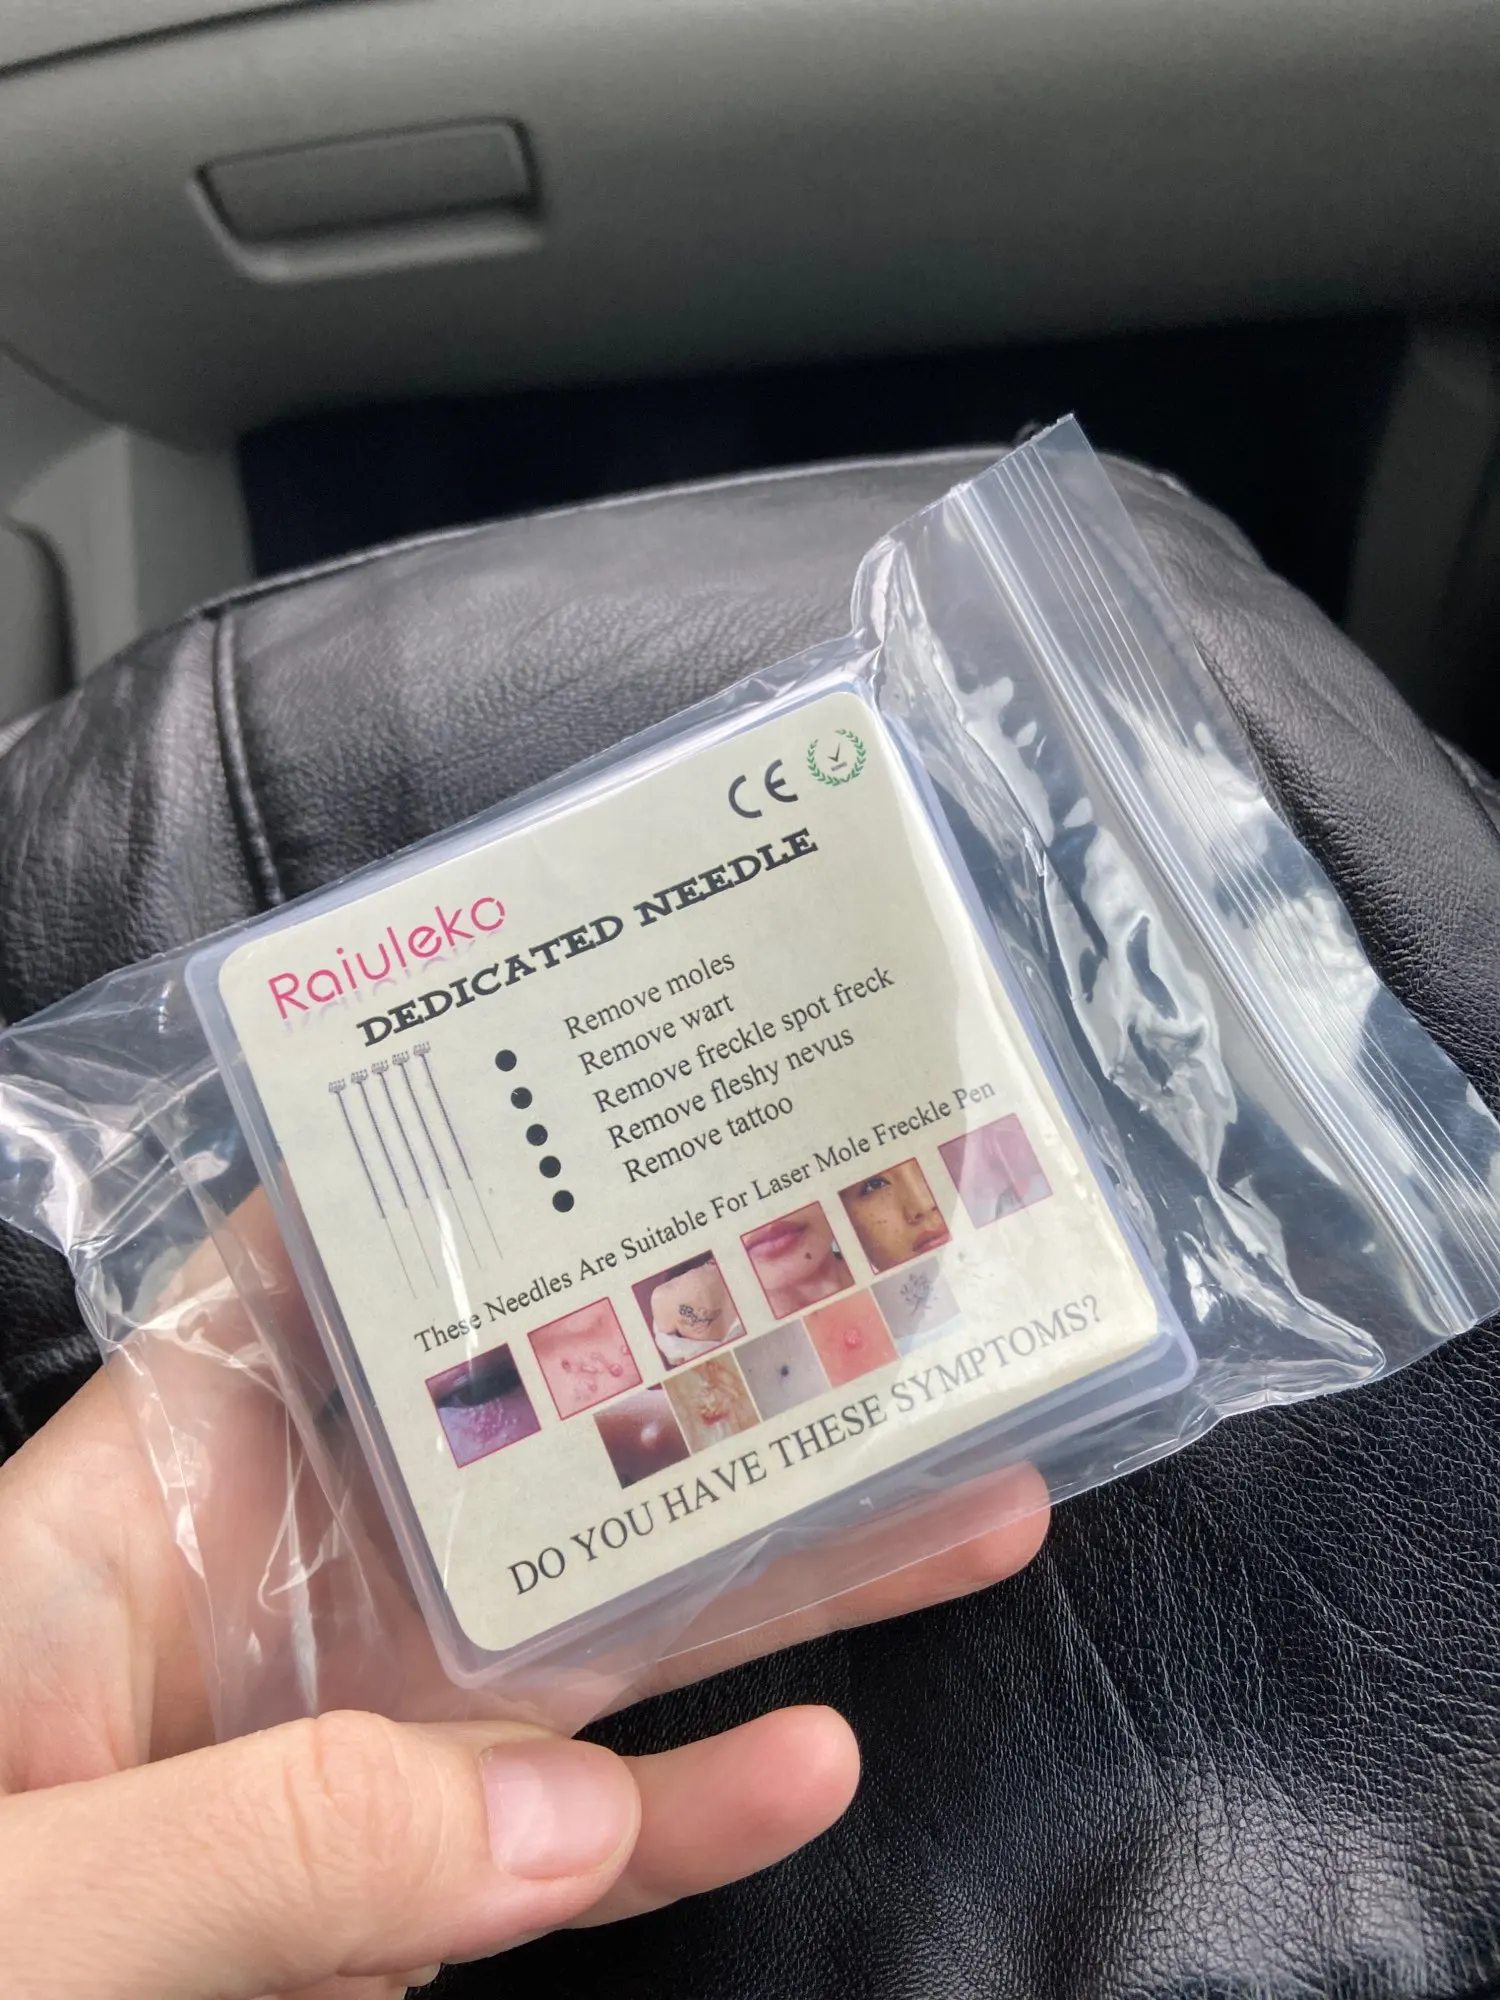 CE
Raiuleko
DEDICATED NEEDLE
Remove moles
Remove wart
Remove freckle spot freck
Remove fleshy nevus
Remove tattoo
These Needles Are Suitable For Laser Mole Freckle Pen
DO YOU HAVE THESE SYMPTOMS?